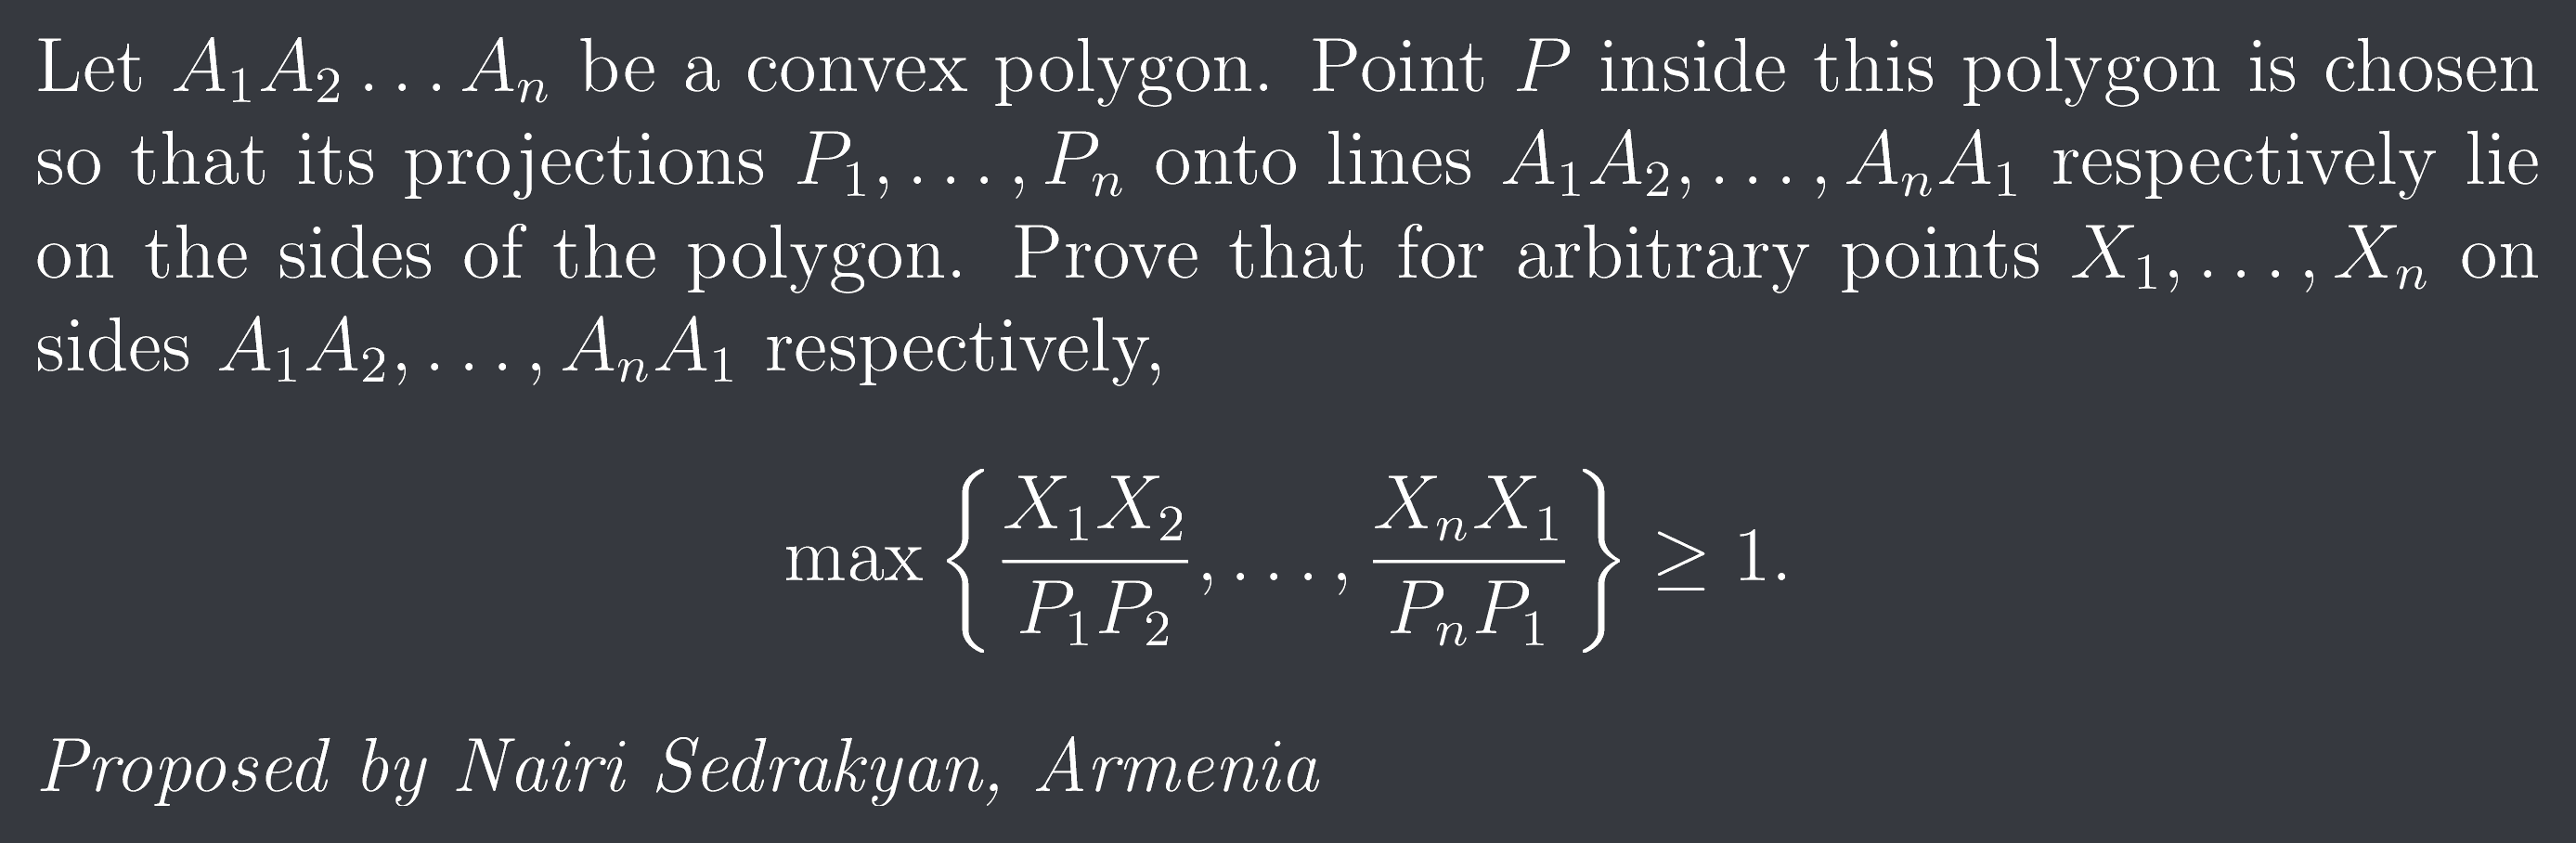 Let $A_1A_2 \ldots A_n$ be a convex polygon. Point $P$ inside this polygon is chosen
so that its projections $P_1, \ldots, P_n$ onto lines $A_1A_2, \ldots, A_nA_1$ respectively lie
on the sides of the polygon. Prove that for arbitrary points $X_1, \ldots, X_n$ on
sides $A_1A_2, \ldots, A_nA_1$ respectively,
$$\max \left\{ \frac{X_1X_2}{P_1P_2}, \ldots, \frac{X_nX_1}{P_nP_1} \right\} \geq 1.$$
Proposed by Nairi Sedrakyan, Armenia